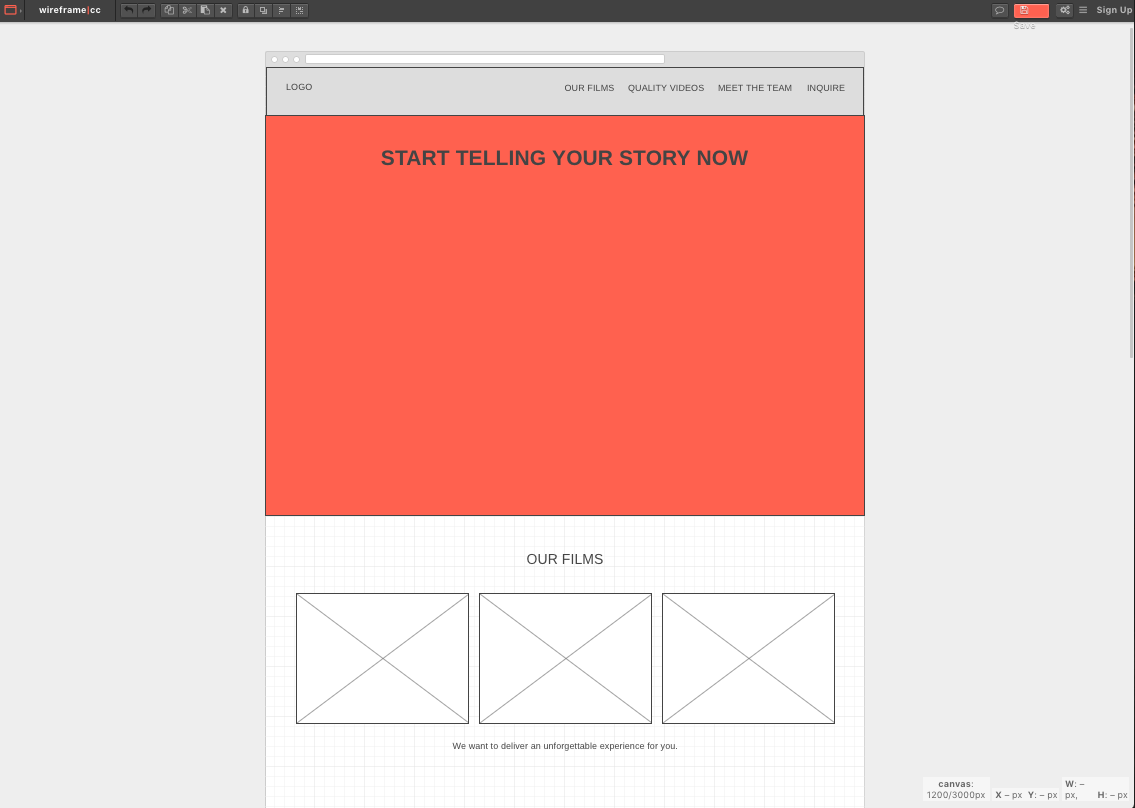 wireframe|cc
Save
Sign Up
LOGO
OUR FILMS QUALITY VIDEOS MEET THE TEAM INQUIRE
START TELLING YOUR STORY NOW
OUR FILMS
We want to deliver an unforgettable experience for you.
canvas:
1200/3000px
X – px Y: – px
W: –
px, H: – px